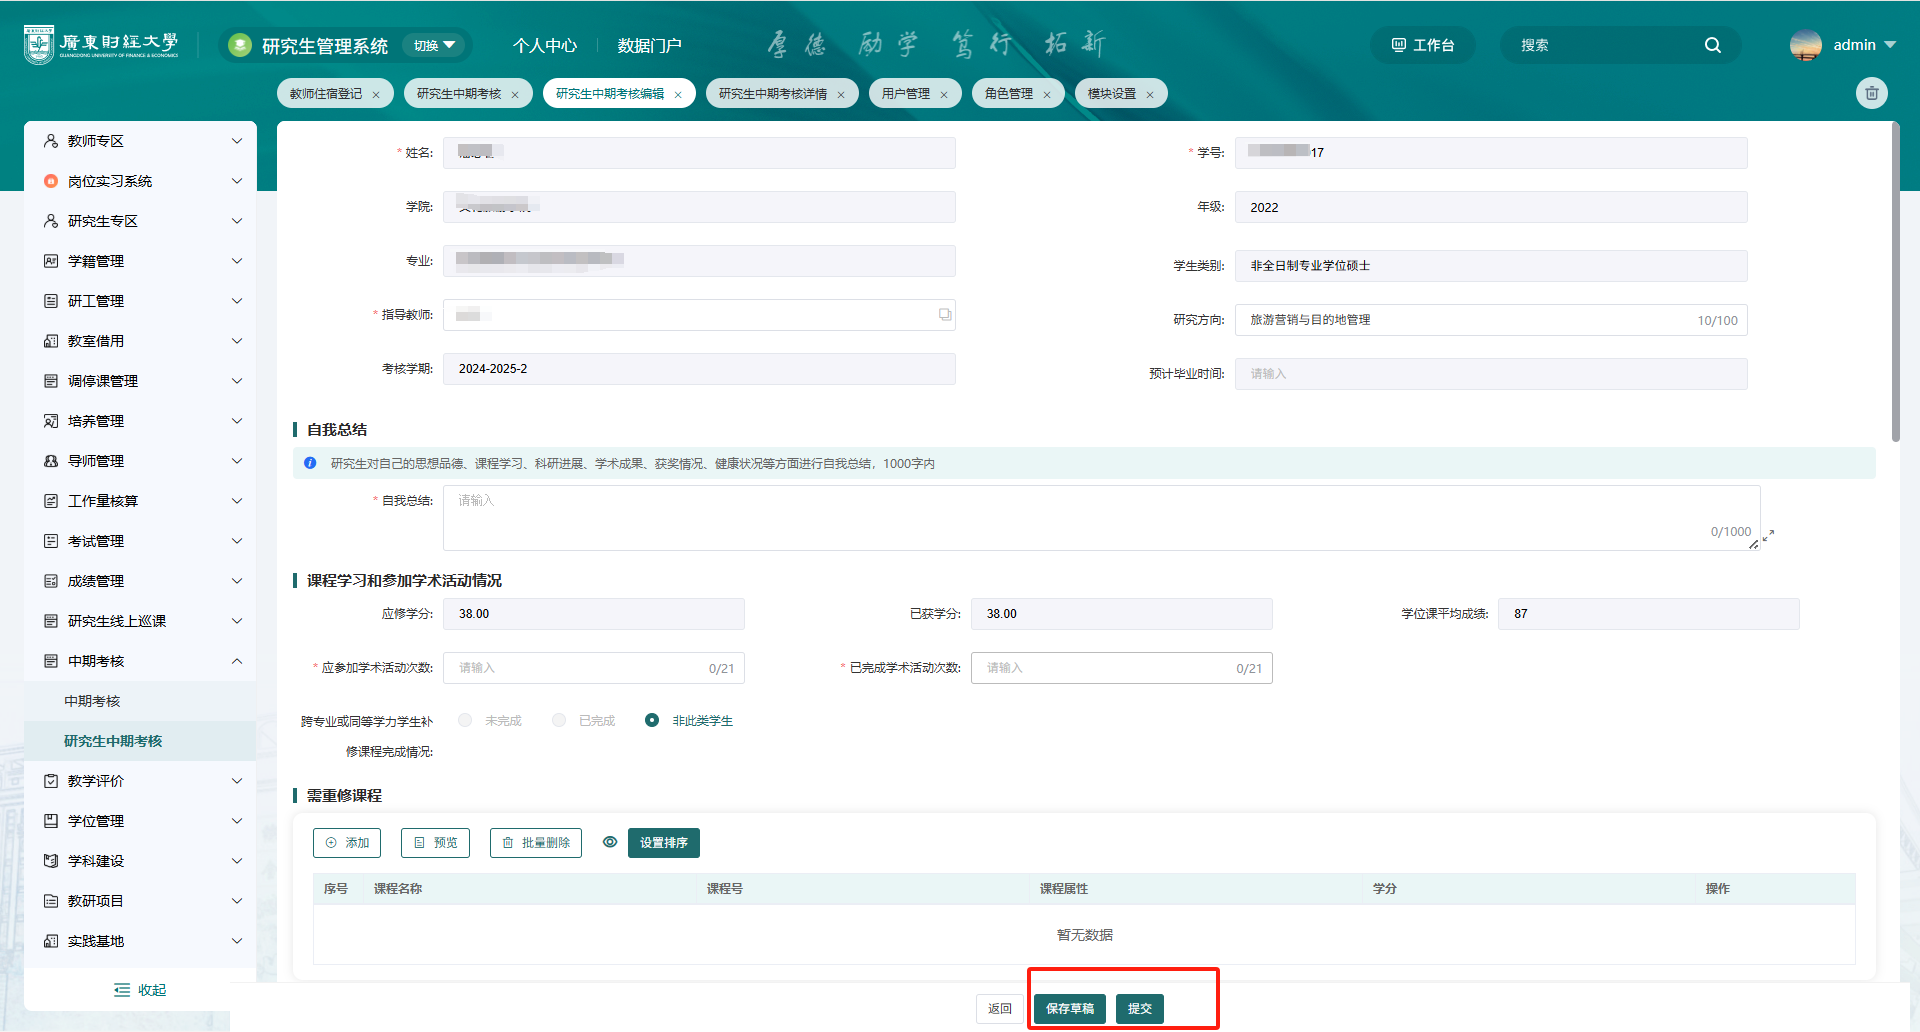 廣東財經大學
GUANGDONG UNIVERSITY OF FINANCE & ECONOMICS
研究生管理系统 切换 个人中心 数据门户 厚德 励学 笃行 拓新 工作台 搜索 admin
教师住宿登记 × 研究生中期考核 × 研究生中期考核编辑 × 研究生中期考核详情 × 用户管理 × 角色管理 × 模块设置 ×
教师专区
岗位实习系统
研究生专区
学籍管理
研工管理
教室借用
调停课管理
培养管理
导师管理
工作量核算
考试管理
成绩管理
研究生线上巡课
中期考核
中期考核
研究生中期考核
教学评价
学位管理
学科建设
教研项目
实践基地
收起
* 姓名: * 学号: 17
学院: 年级: 2022
专业: 学生类别: 非全日制专业学位硕士
* 指导教师: 研究方向: 旅游营销与目的地管理 10/100
考核学期: 2024-2025-2 预计毕业时间: 请输入
自我总结
研究生对自己的思想品德、课程学习、科研进展、学术成果、获奖情况、健康状况等方面进行自我总结，1000字内
* 自我总结: 请输入 0/1000
课程学习和参加学术活动情况
应修学分: 38.00 已获学分: 38.00 学位课平均成绩: 87
* 应参加学术活动次数: 请输入 0/21 * 已完成学术活动次数: 请输入 0/21
跨专业或同等学力学生补 未完成 已完成 非此类学生
修课程完成情况:
需重修课程
添加 预览 批量删除 设置排序
序号 课程名称 课程号 课程属性 学分 操作
暂无数据
返回 保存草稿 提交